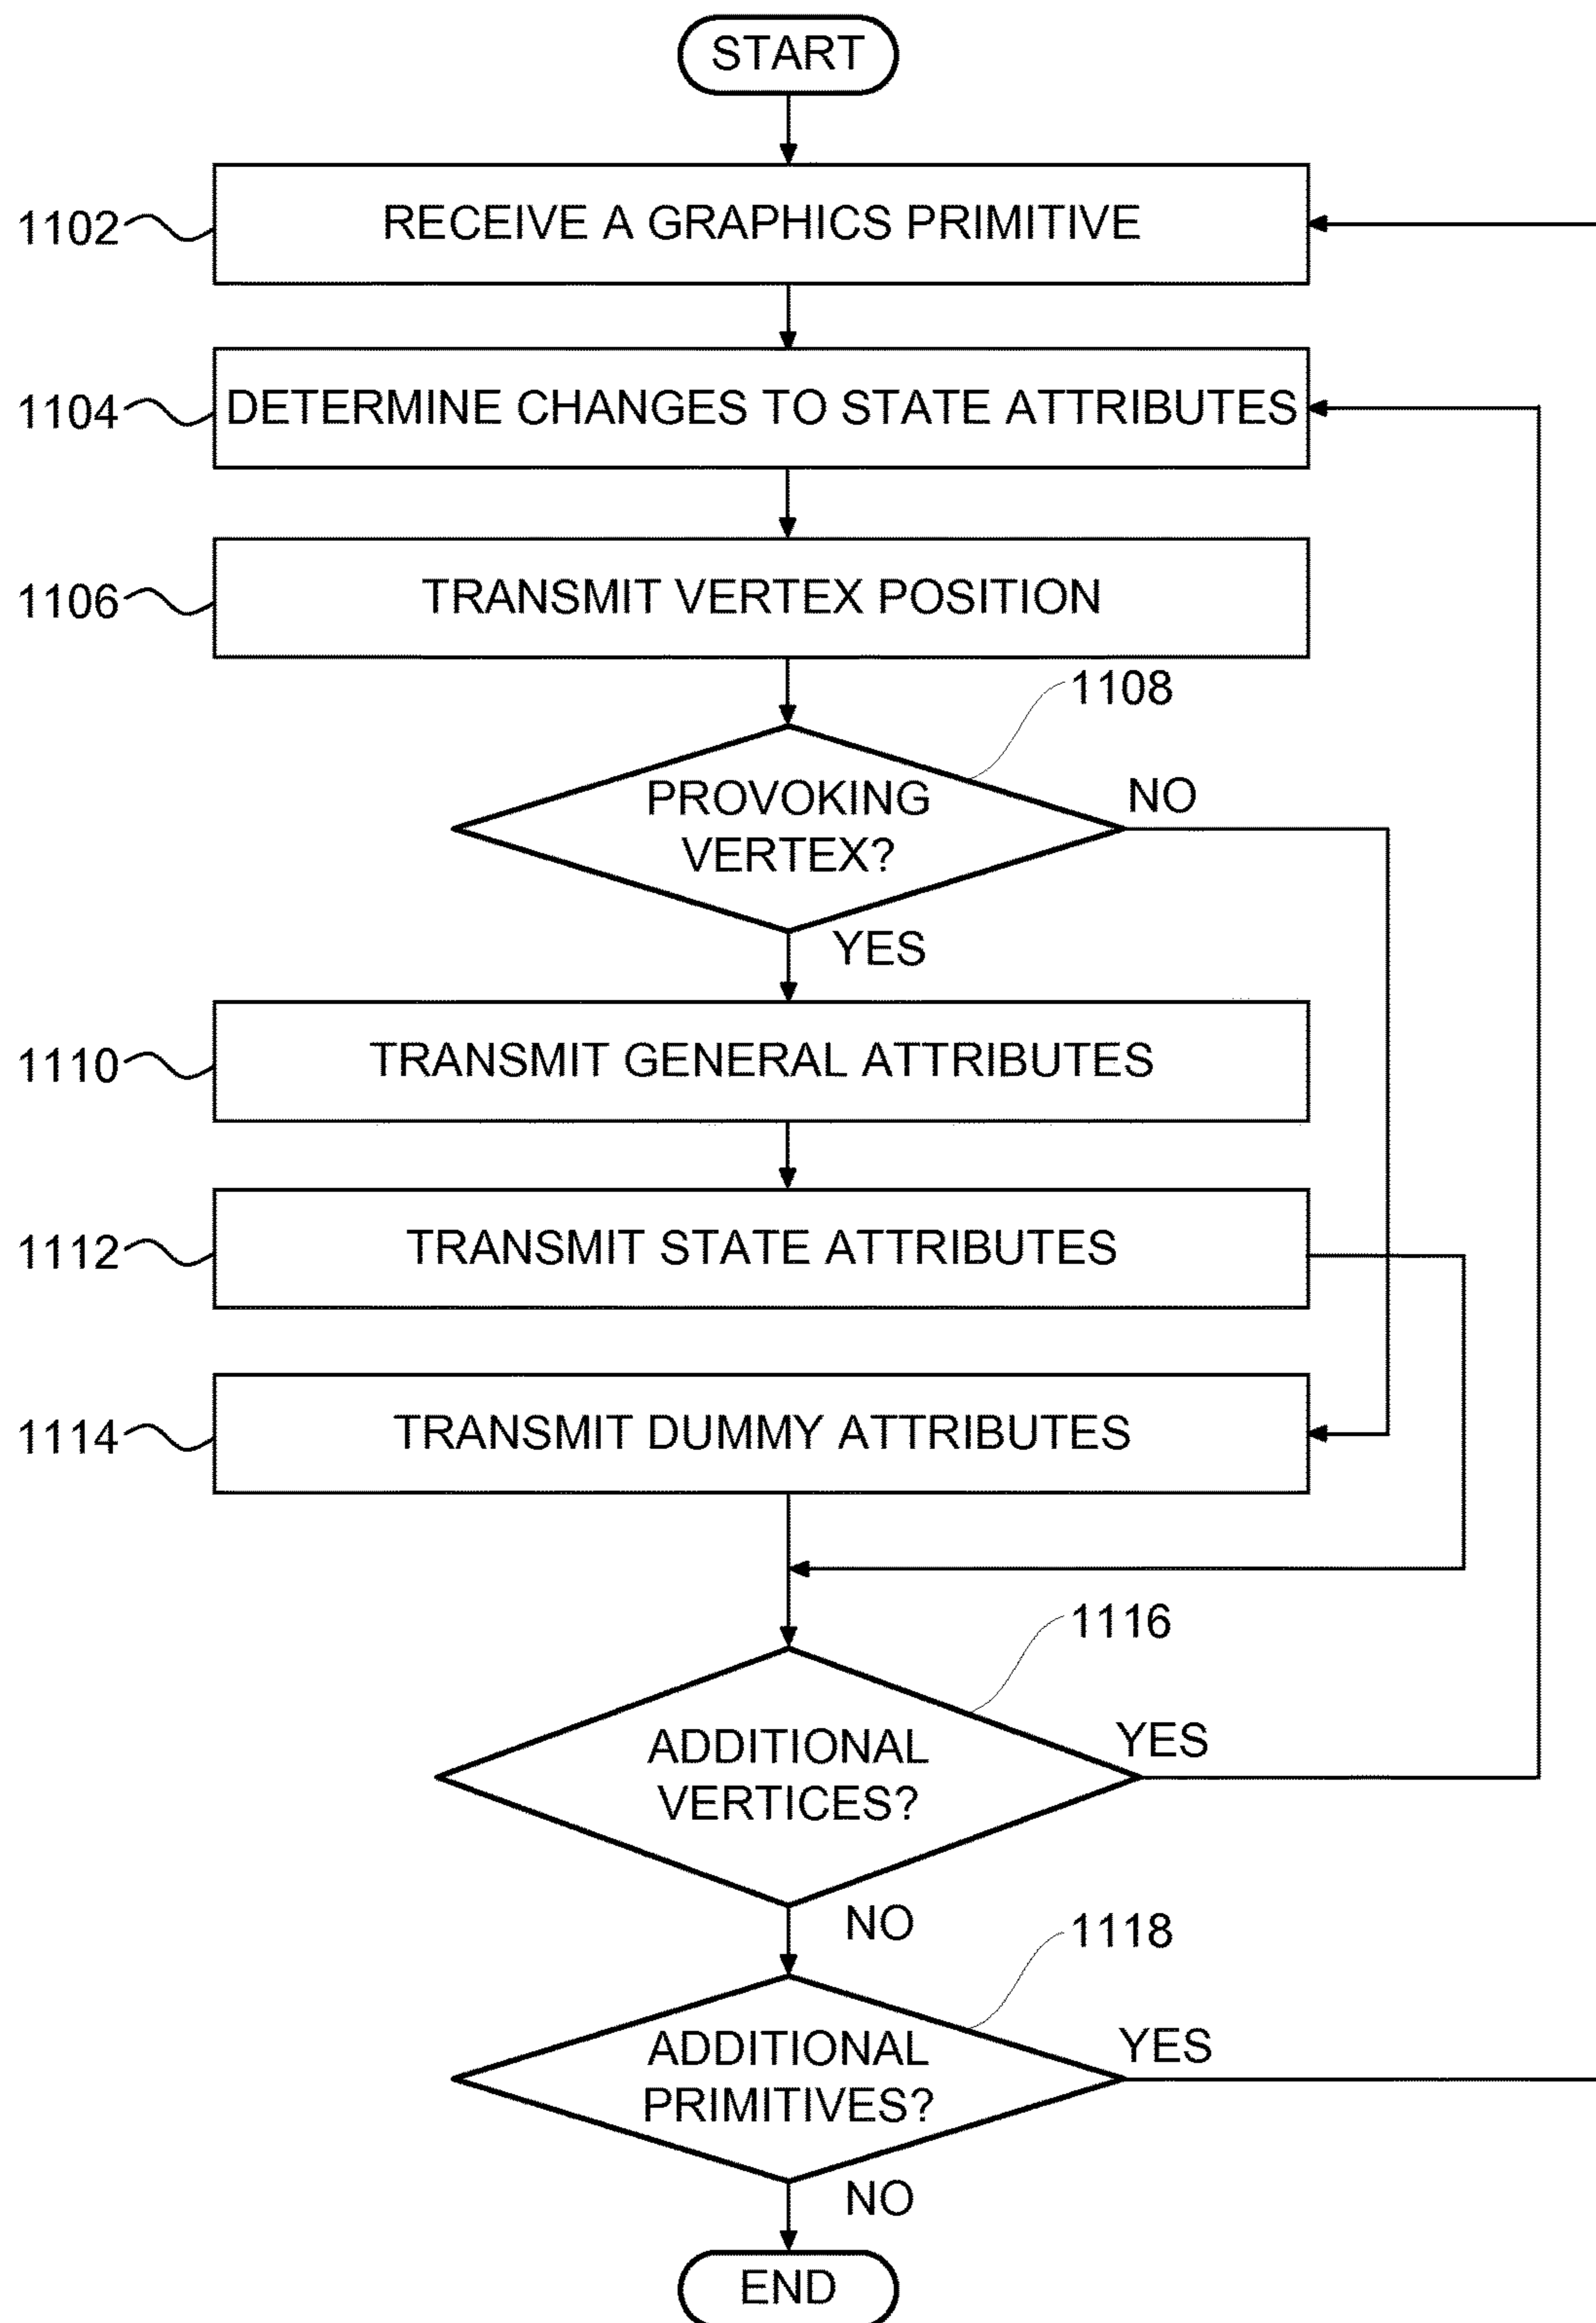 START
1102
RECEIVE A GRAPHICS PRIMITIVE
1104
DETERMINE CHANGES TO STATE ATTRIBUTES
1106
TRANSMIT VERTEX POSITION
1108
PROVOKING
VERTEX?
NO
YES
1110
TRANSMIT GENERAL ATTRIBUTES
1112
TRANSMIT STATE ATTRIBUTES
1114
TRANSMIT DUMMY ATTRIBUTES
1116
ADDITIONAL
VERTICES?
YES
NO
1118
ADDITIONAL
PRIMITIVES?
YES
NO
END